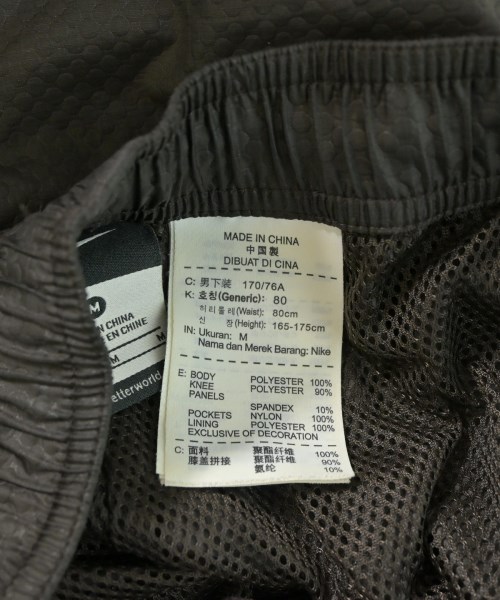 MADE IN CHINA
中国製
DIBUAT DI CINA
C: 男下装 170/76A
K: 호칭(Generic): 80
허리둘레(Waist): 80cm
신 장(Height): 165-175cm
IN: Ukuran: M
Nama dan Merek Barang: Nike
E: BODY POLYESTER 100%
KNEE POLYESTER 90%
PANELS
SPANDEX 10%
POCKETS NYLON 100%
LINING POLYESTER 100%
EXCLUSIVE OF DECORATION
C: 面料 聚酯纤维 100%
膝盖拼接 聚酯纤维 90%
氨纶 10%
M
N CHINA
EN CHINE
M M
etterworld